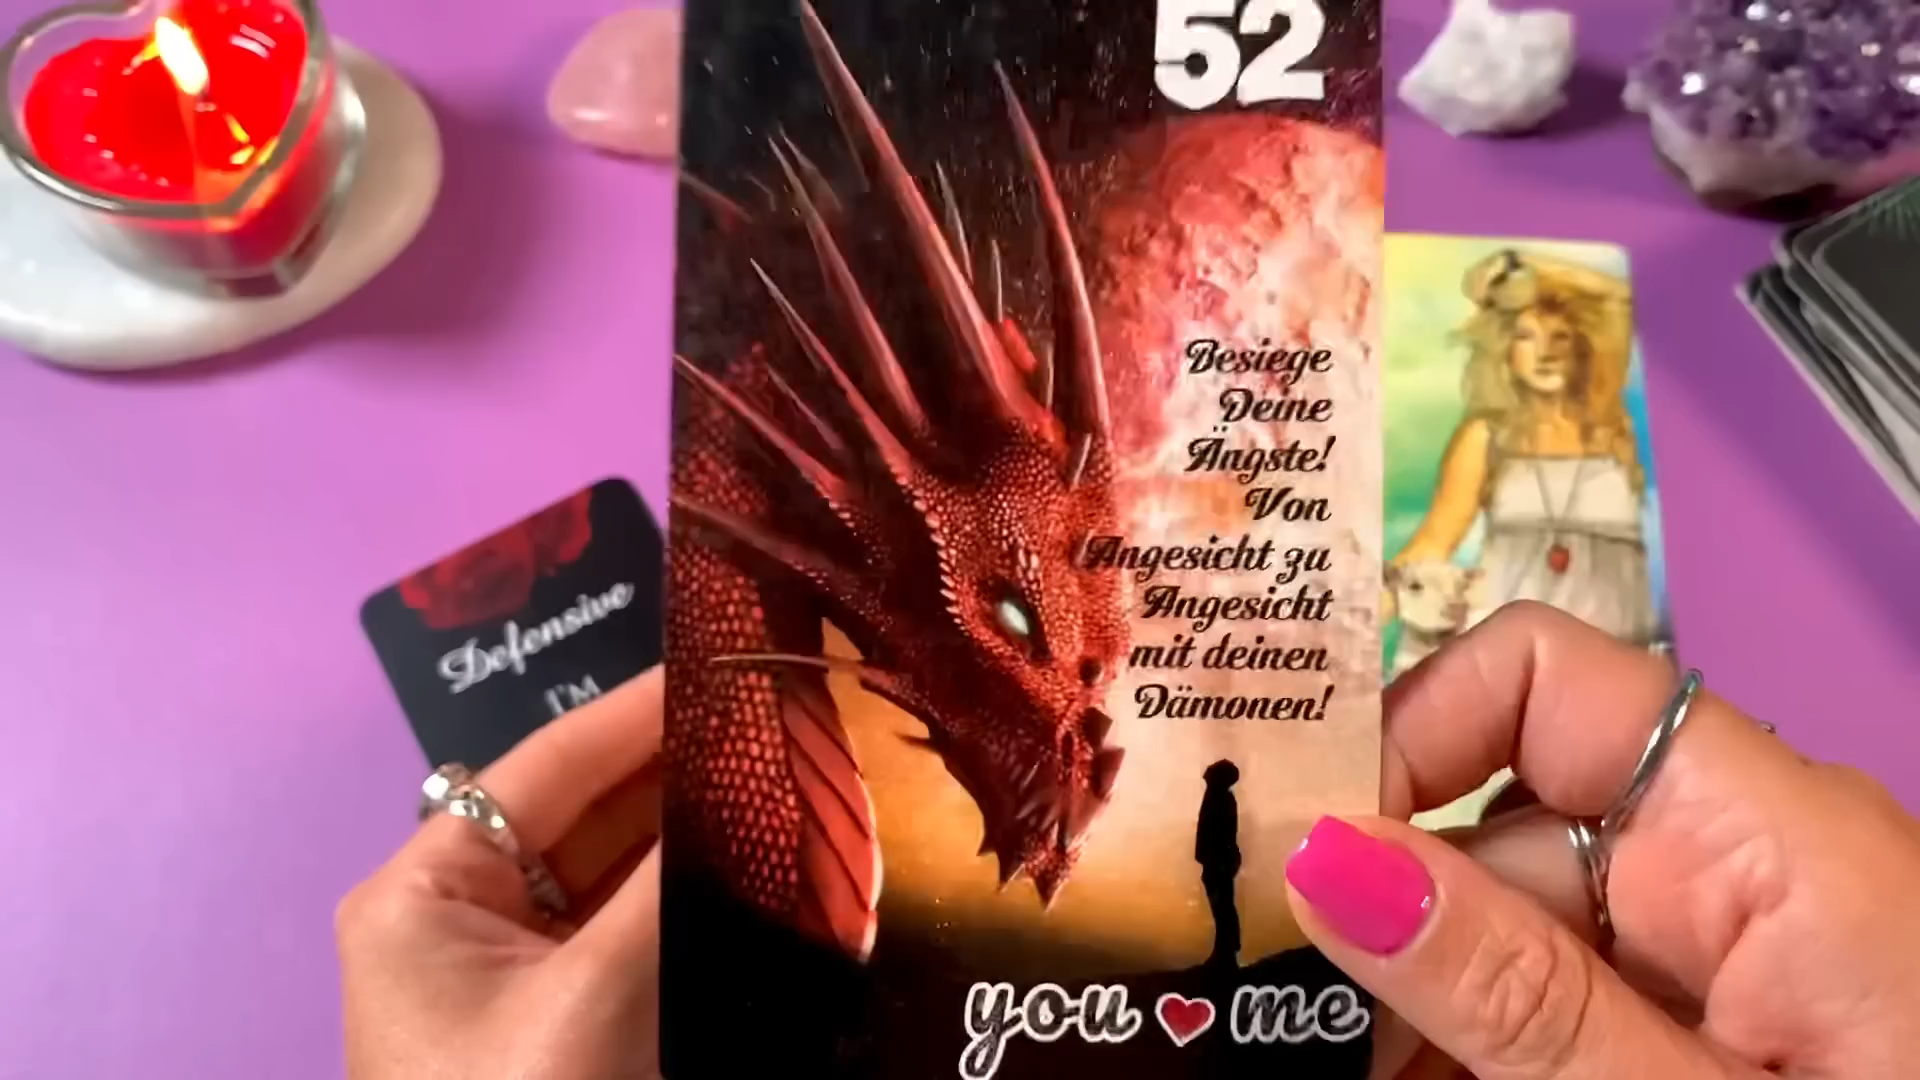 52
Besiege
Deine
Ängste!
Von
Angesicht zu
Angesicht
mit deinen
Dämonen!
you me
Defensive
I'M